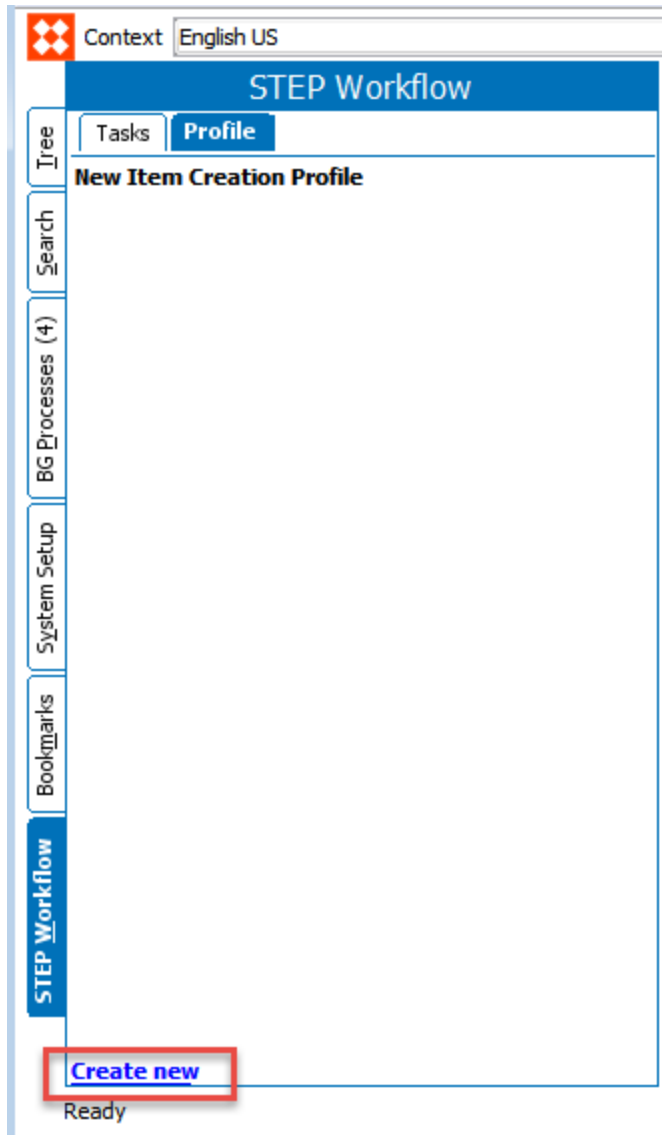 Context English US
STEP Workflow
Tasks Profile
New Item Creation Profile
Tree
Search
BG Processes (4)
System Setup
Bookmarks
STEP Workflow
Create new
Ready